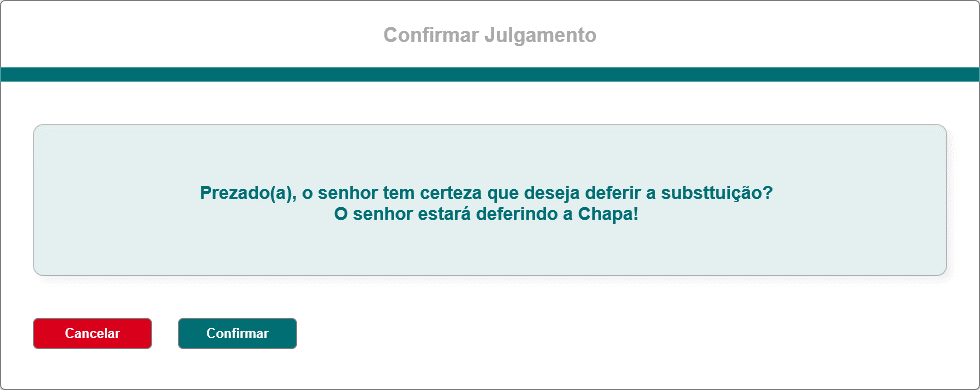 Confirmar Julgamento
Prezado(a), o senhor tem certeza que deseja deferir a substtuição?
O senhor estará deferindo a Chapa!
Cancelar
Confirmar